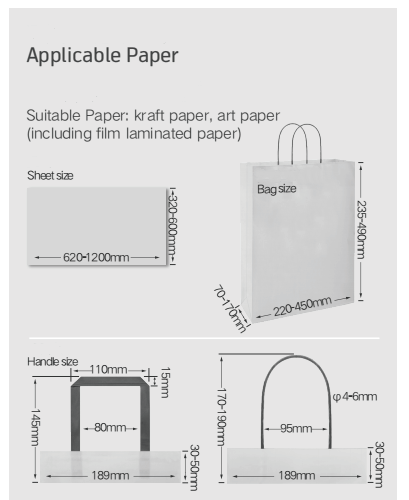 Applicable Paper
Suitable Paper: kraft paper, art paper
(including film laminated paper)
Sheet size
320-600mm
620-1200mm
Bag size
235-490mm
70-170mm
220-450mm
Handle size
110mm
15mm
145mm
80mm
30-50mm
189mm
170-190mm
φ4-6mm
95mm
30-50mm
189mm